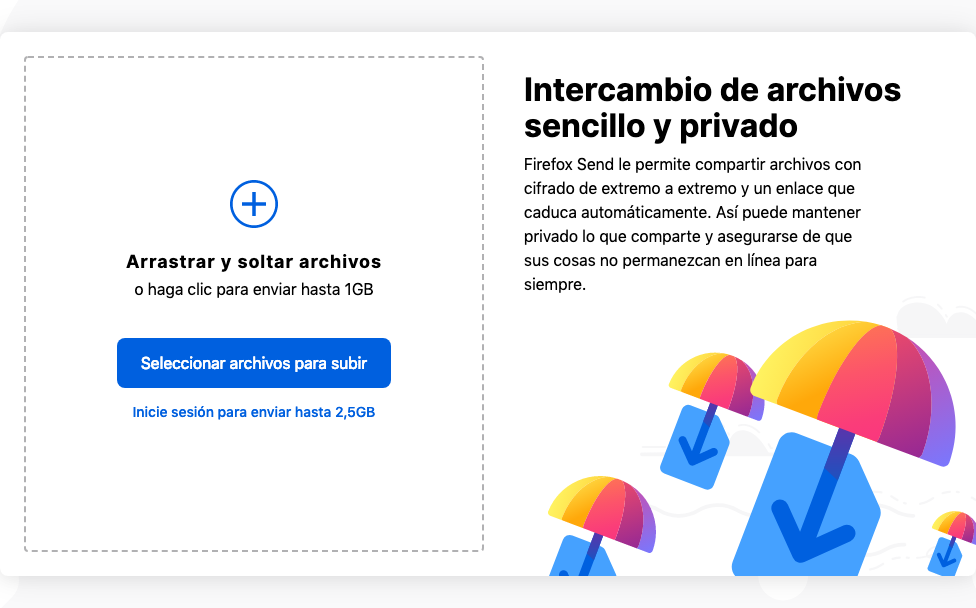 Arrastrar y soltar archivos
o haga clic para enviar hasta 1GB
Seleccionar archivos para subir
Inicie sesión para enviar hasta 2,5GB
Intercambio de archivos
sencillo y privado
Firefox Send le permite compartir archivos con
cifrado de extremo a extremo y un enlace que
caduca automáticamente. Así puede mantener
privado lo que comparte y asegurarse de que
sus cosas no permanezcan en línea para
siempre.